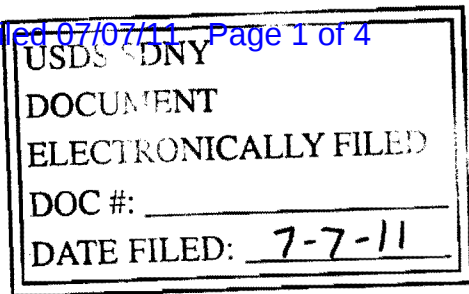 led 07/07/11 Page 1 of 4
USDS SDNY
DOCUMENT
ELECTRONICALLY FILED
DOC #:
DATE FILED: 7-7-11